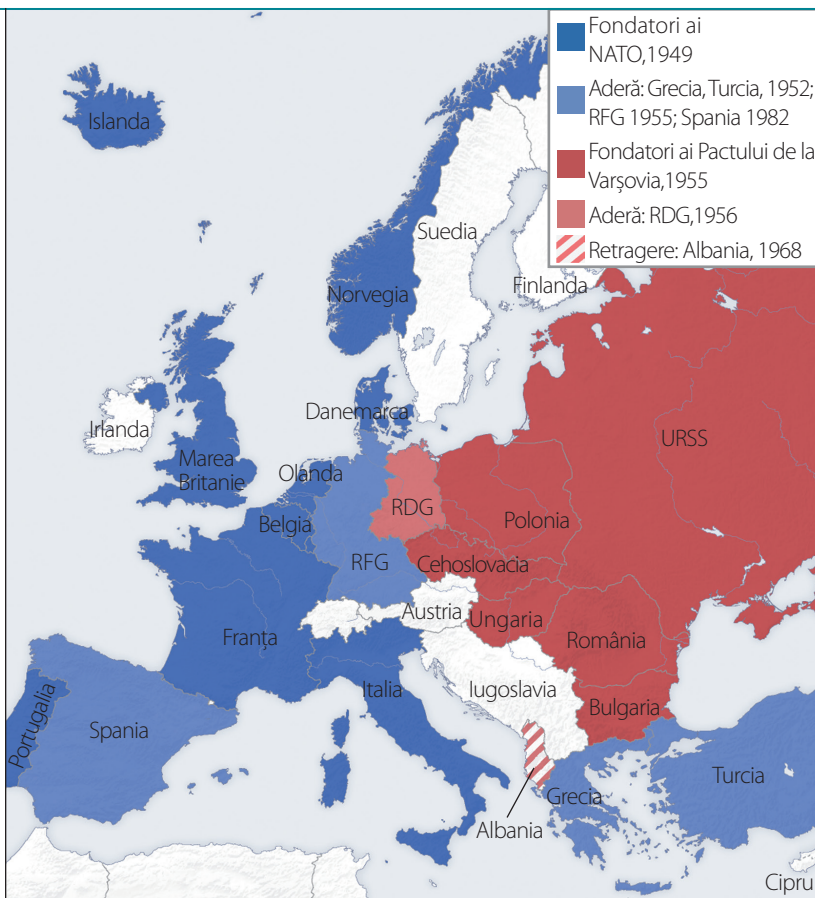 Fondatori ai
NATO,1949
Aderă: Grecia, Turcia, 1952;
RFG 1955; Spania 1982
Fondatori ai Pactului de la
Varșovia,1955
Aderă: RDG,1956
Retragere: Albania, 1968
Islanda
Suedia
Finlanda
Norvegia
Danemarca
Irlanda
Marea
Britanie
Olanda
URSS
Belgia
RDG
Polonia
RFG
Cehoslovacia
Austria
Ungaria
Franța
România
Italia
Iugoslavia
Bulgaria
Portugalia
Spania
Turcia
Grecia
Albania
Cipru